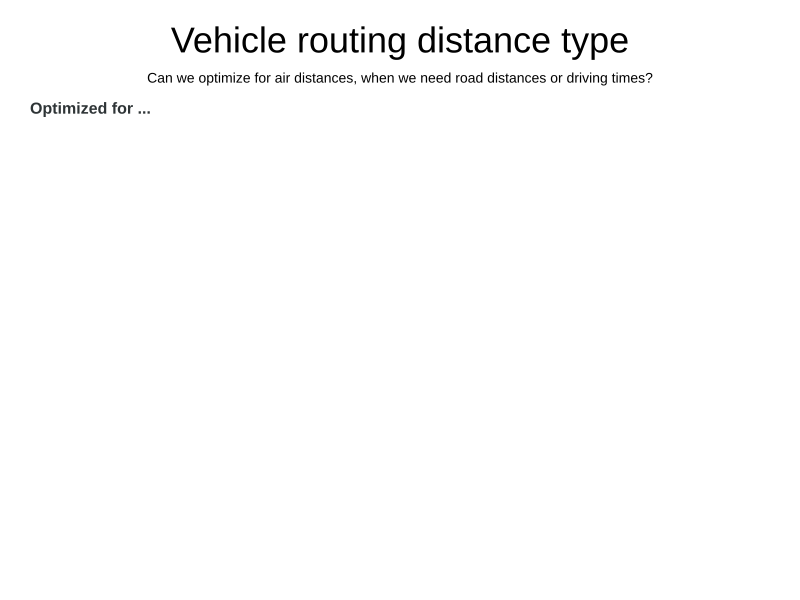 Vehicle routing distance type
Can we optimize for air distances, when we need road distances or driving times?
Optimized for ...